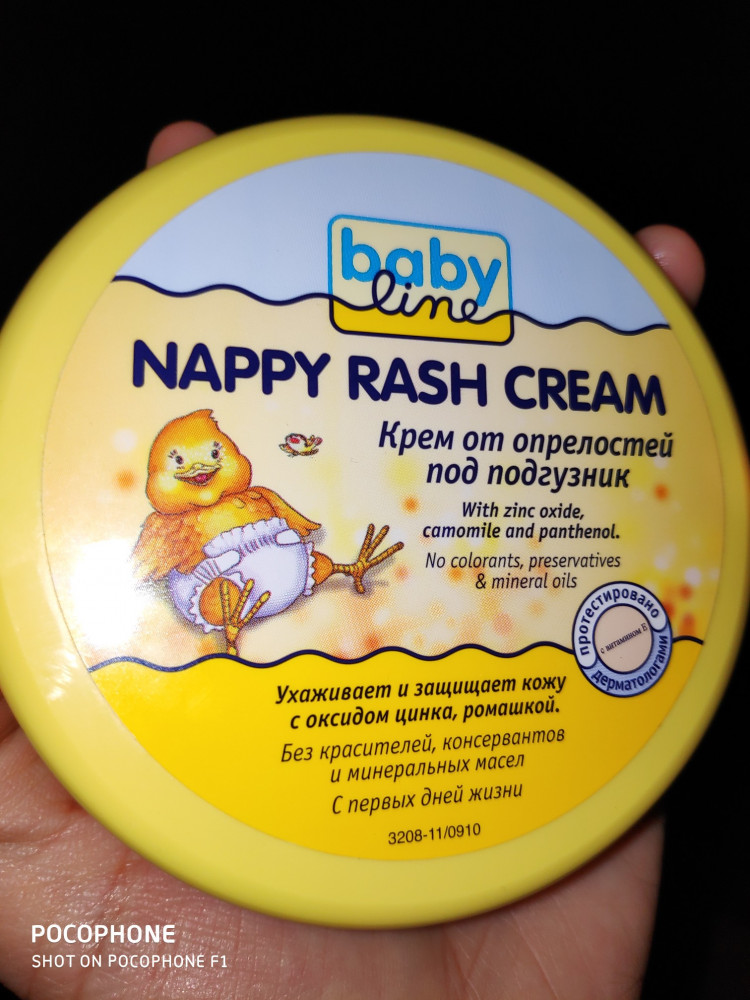 baby
line
NAPPY RASH CREAM
Крем от опрелостей
под подгузник
With zinc oxide,
camomile and panthenol.
No colorants, preservatives
& mineral oils
протестировано
с витамином Е
дерматологами
Ухаживает и защищает кожу
с оксидом цинка, ромашкой.
Без красителей, консервантов
и минеральных масел
С первых дней жизни
3208-11/0910
POCOPHONE
SHOT ON POCOPHONE F1